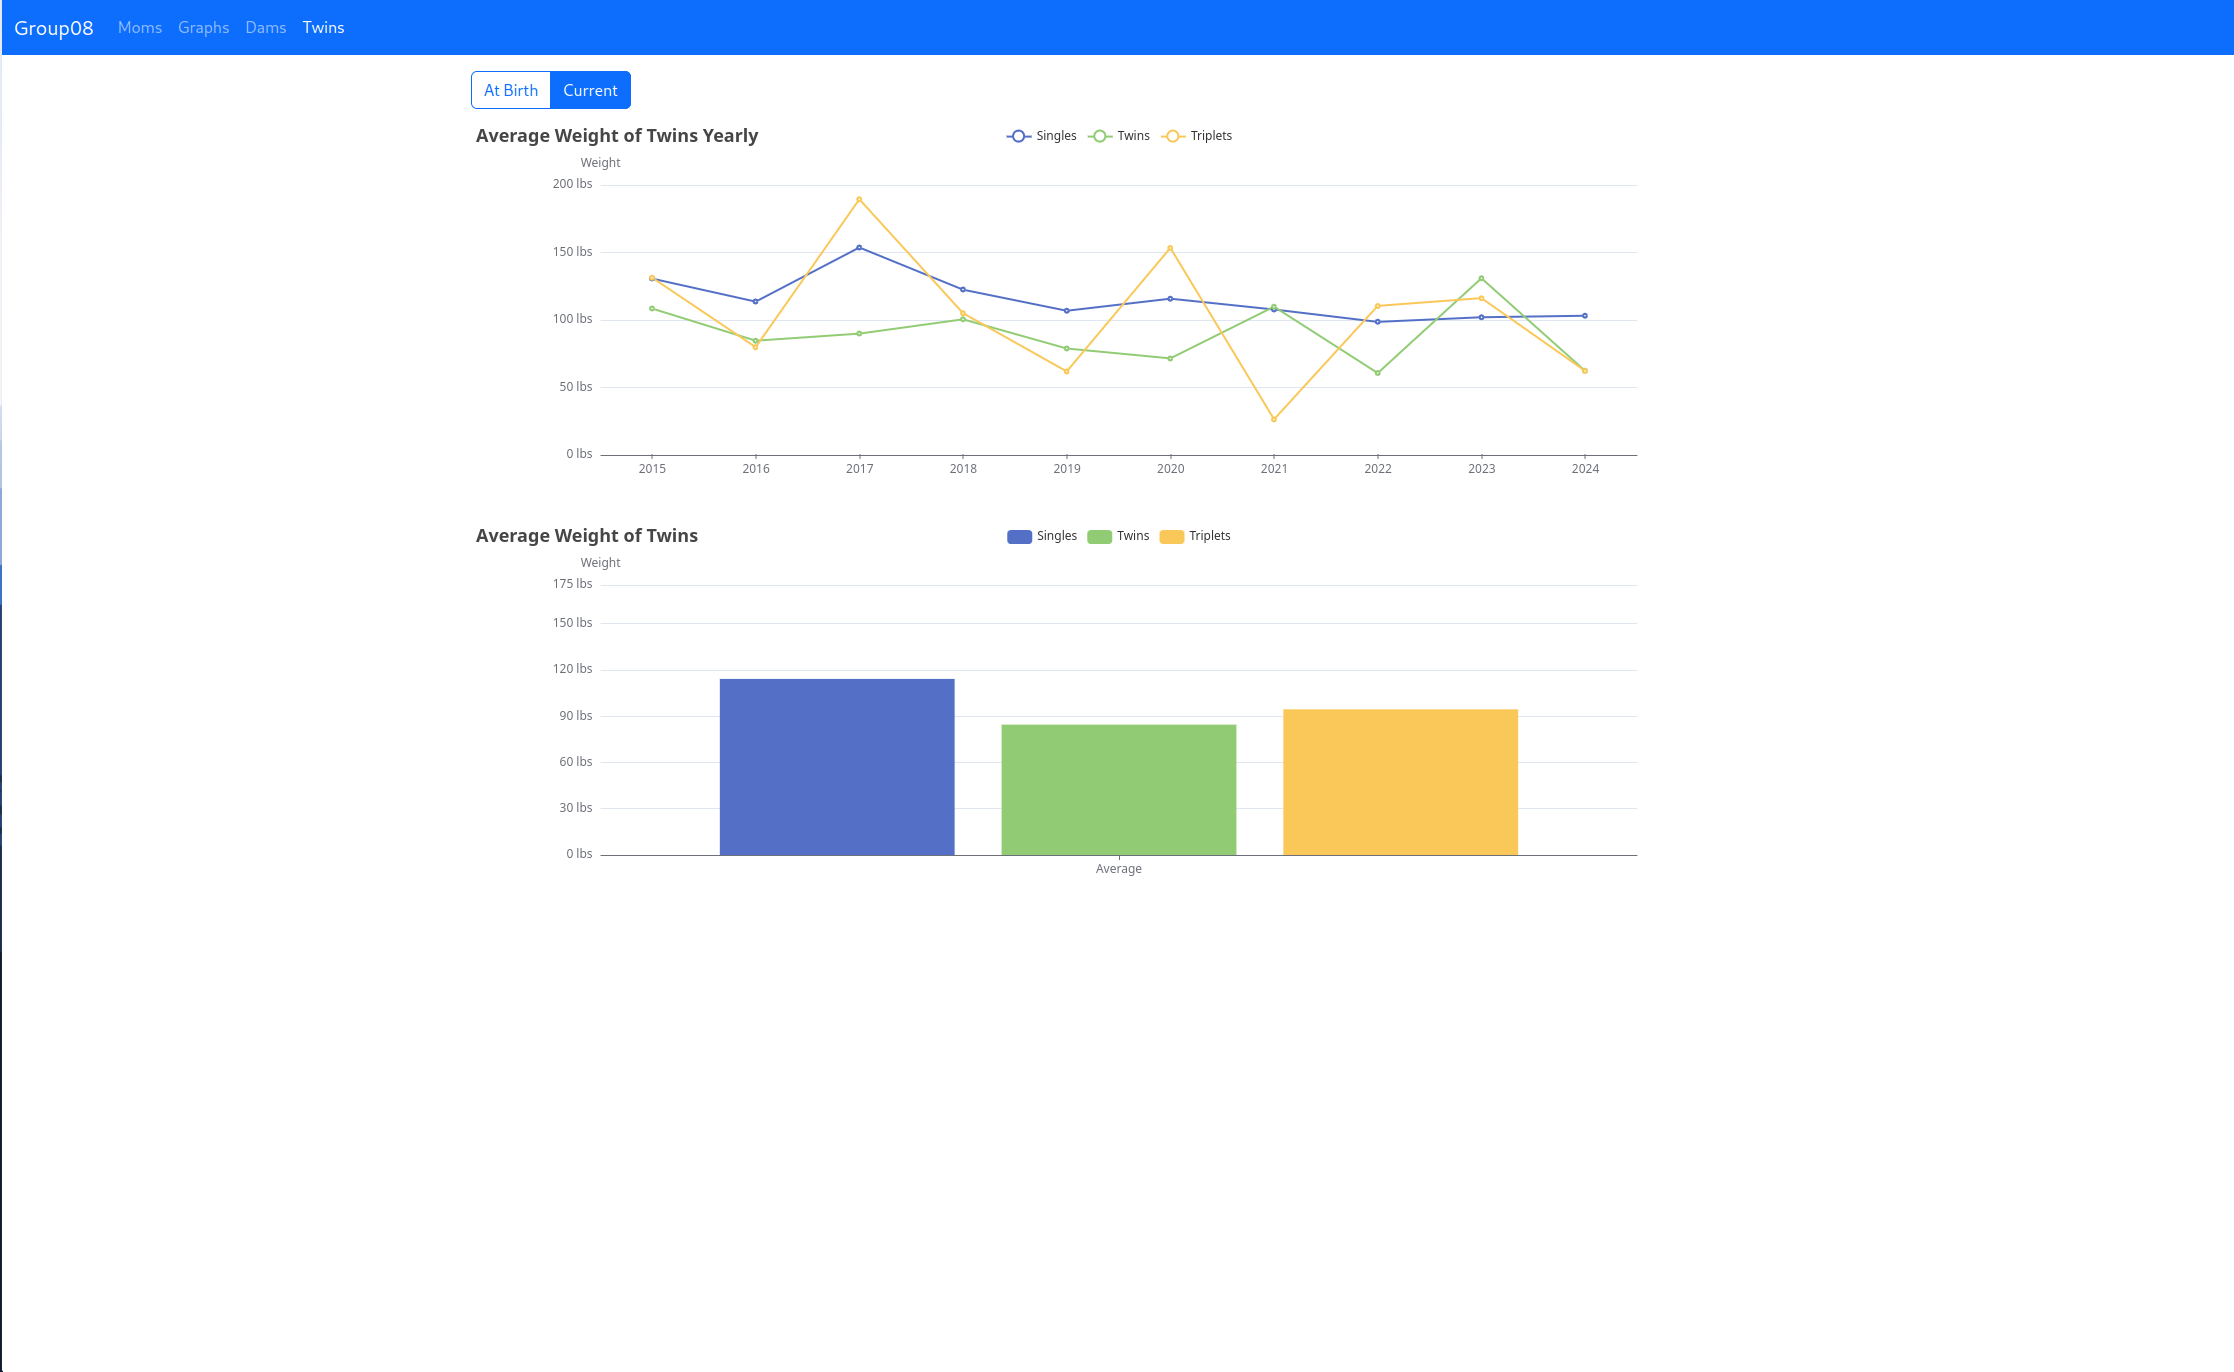 Group08 Moms Graphs Dams Twins
At Birth Current
Average Weight of Twins Yearly
Singles Twins Triplets
Weight
200 lbs
150 lbs
100 lbs
50 lbs
0 lbs
2015 2016 2017 2018 2019 2020 2021 2022 2023 2024
Average Weight of Twins
Singles Twins Triplets
Weight
175 lbs
150 lbs
120 lbs
90 lbs
60 lbs
30 lbs
0 lbs
Average